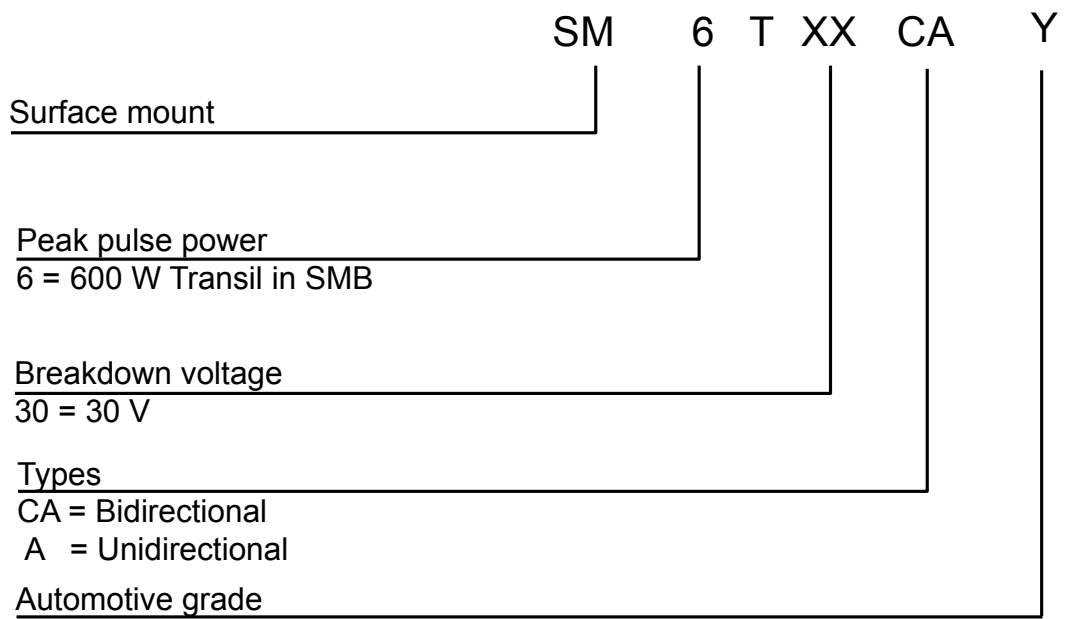 SM 6 T XX CA Y
Surface mount
Peak pulse power
6 = 600 W Transil in SMB
Breakdown voltage
30 = 30 V
Types
CA = Bidirectional
A = Unidirectional
Automotive grade